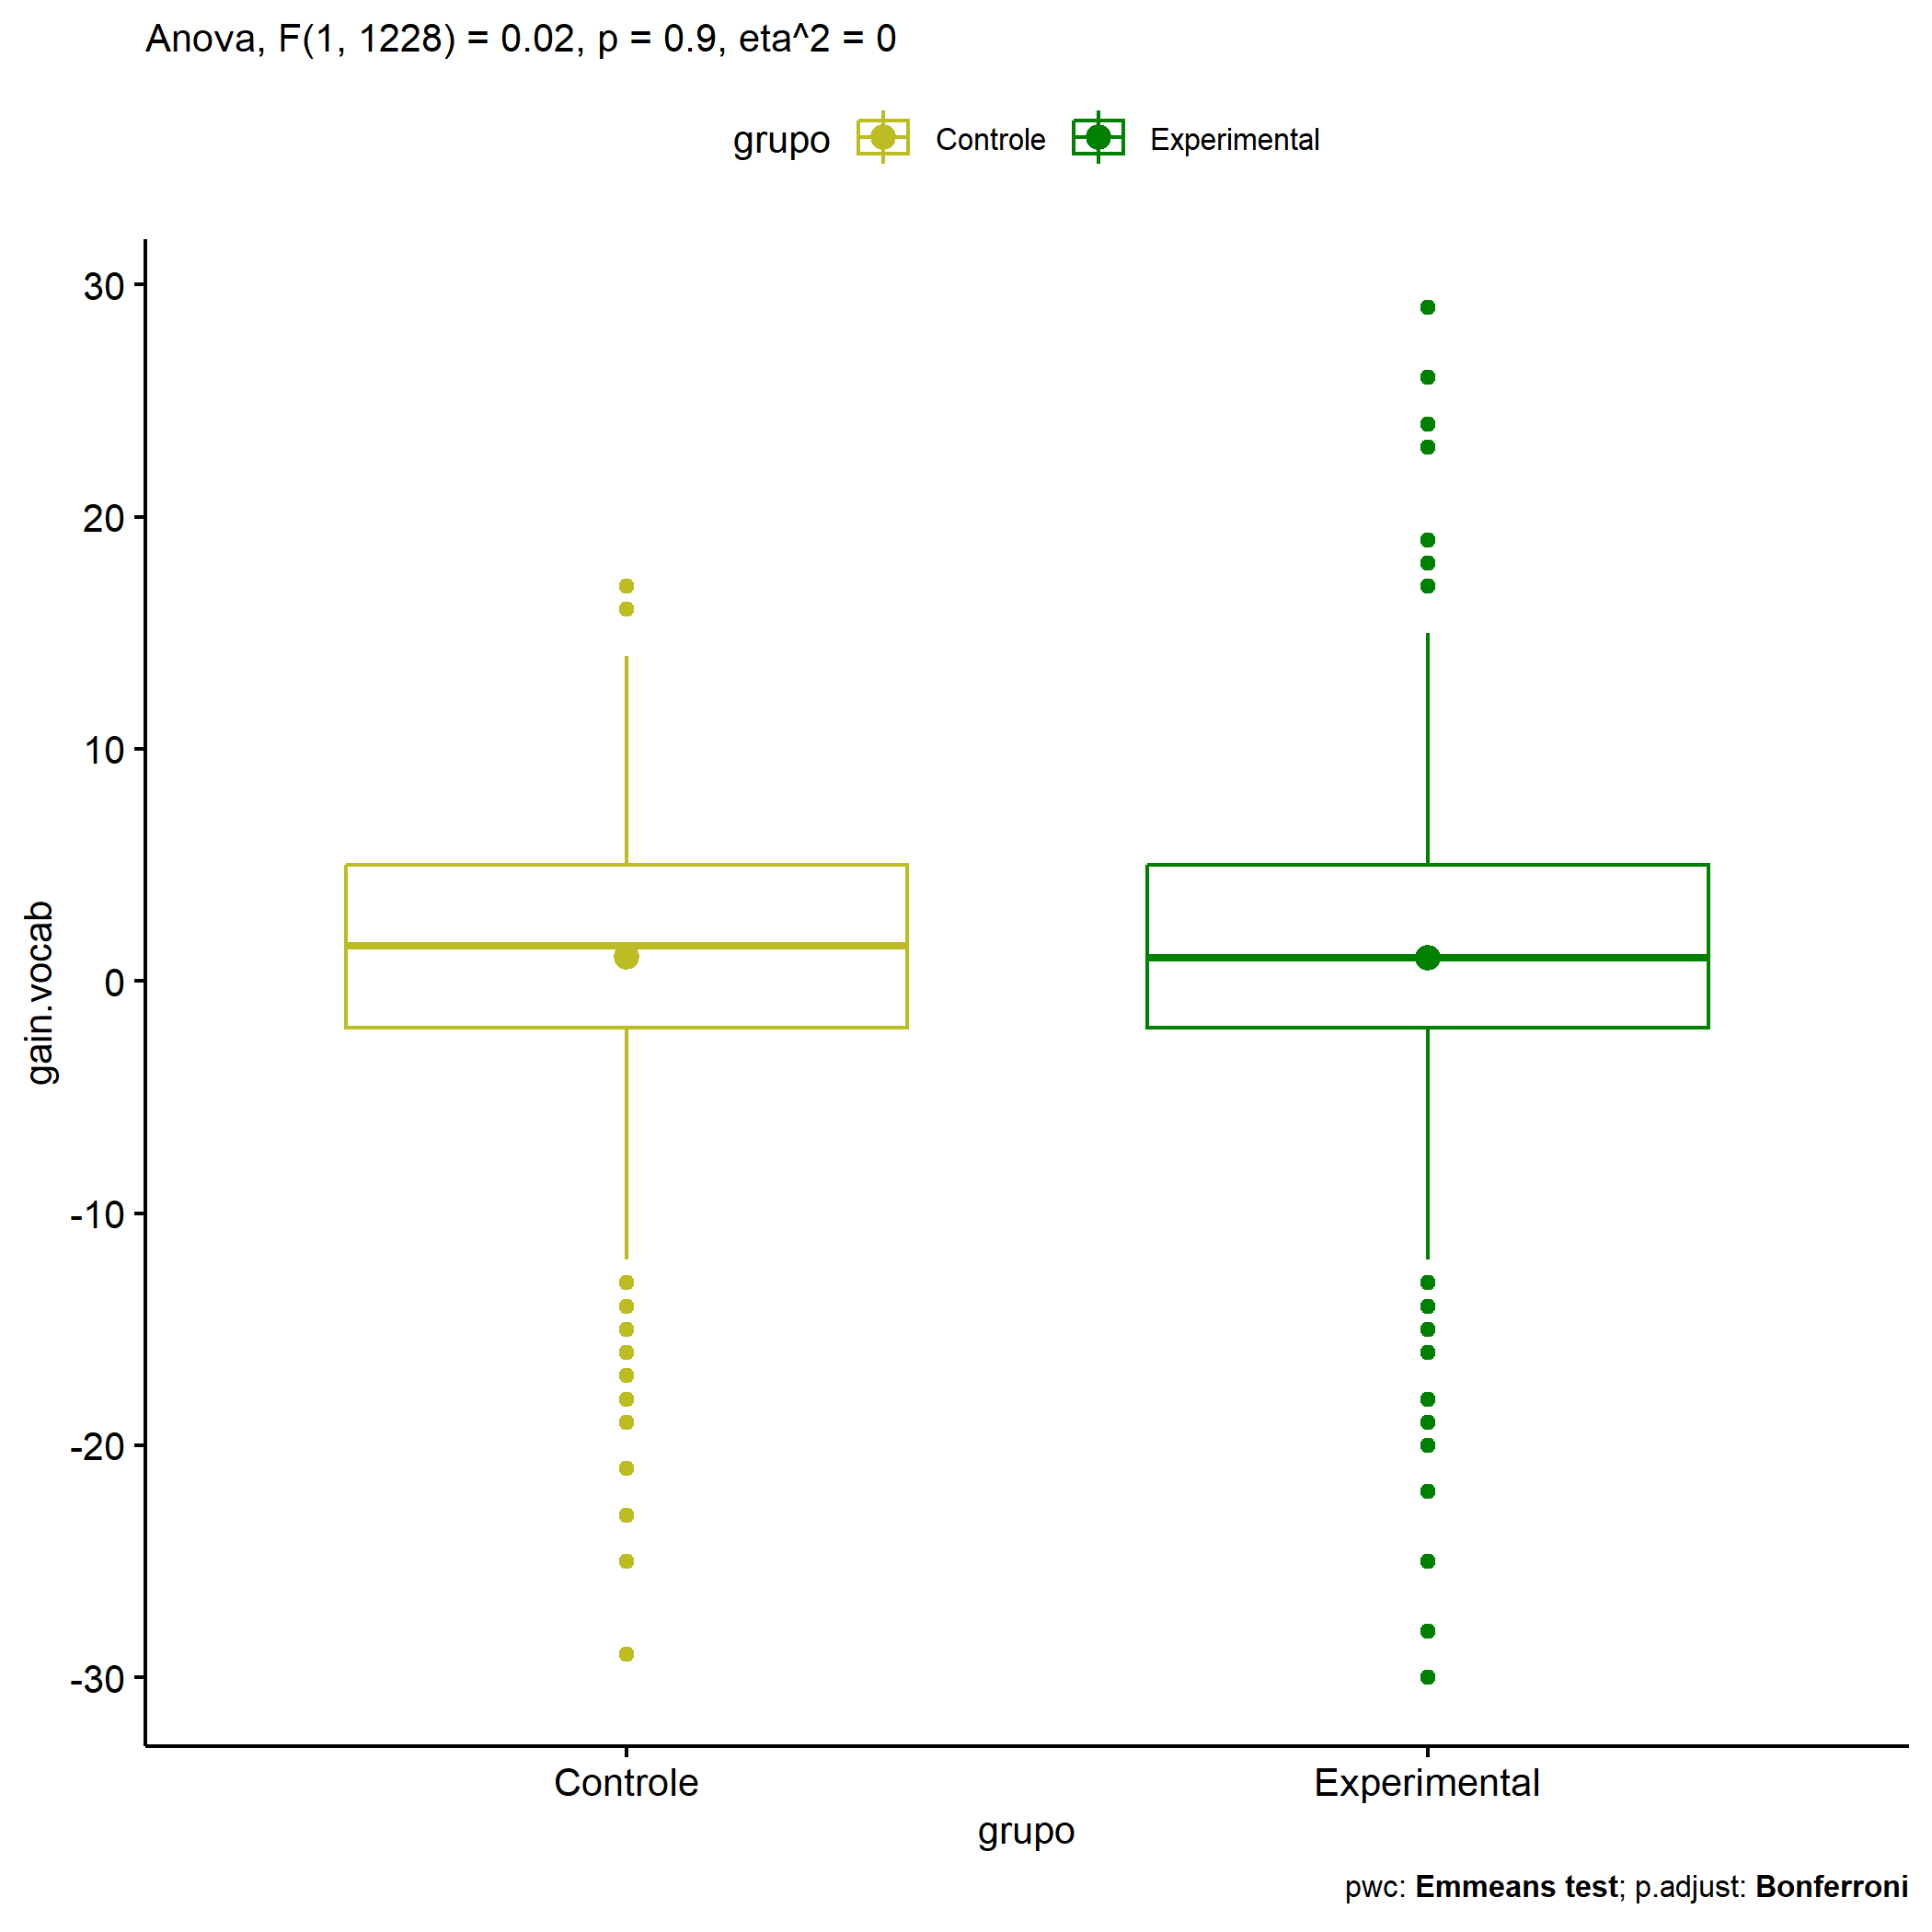 Anova, F(1, 1228) = 0.02, p = 0.9, eta^2 = 0
grupo Controle Experimental
30
20
10
0
-10
-20
-30
gain.vocab
Controle Experimental
grupo
pwc: Emmeans test; p.adjust: Bonferroni